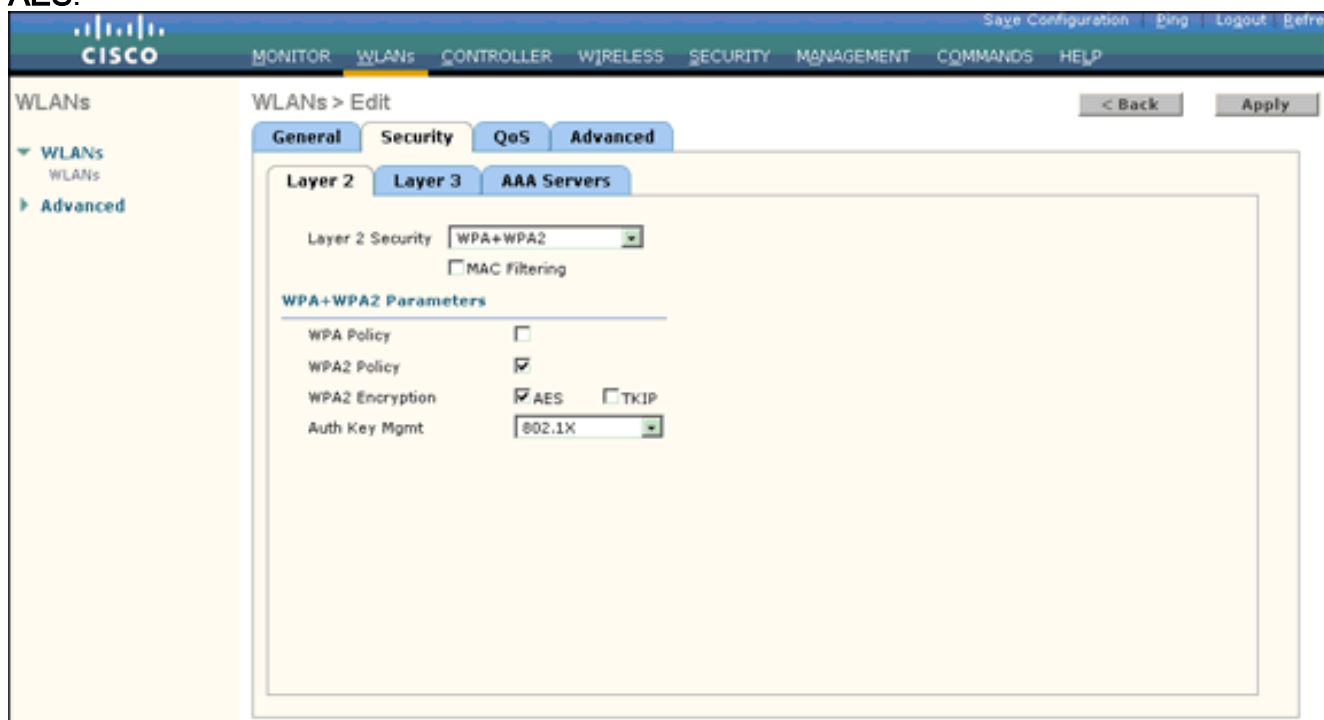 AES.
Save Configuration Ping Logout Refre
CISCO
MONITOR WLANs CONTROLLER WIRELESS SECURITY MANAGEMENT COMMANDS HELP
WLANs
WLANs > Edit
< Back Apply
General Security QoS Advanced
WLANs
WLANs
Advanced
Layer 2 Layer 3 AAA Servers
Layer 2 Security WPA+WPA2
MAC Filtering
WPA+WPA2 Parameters
WPA Policy
WPA2 Policy
WPA2 Encryption AES TKIP
Auth Key Mgmt 802.1X